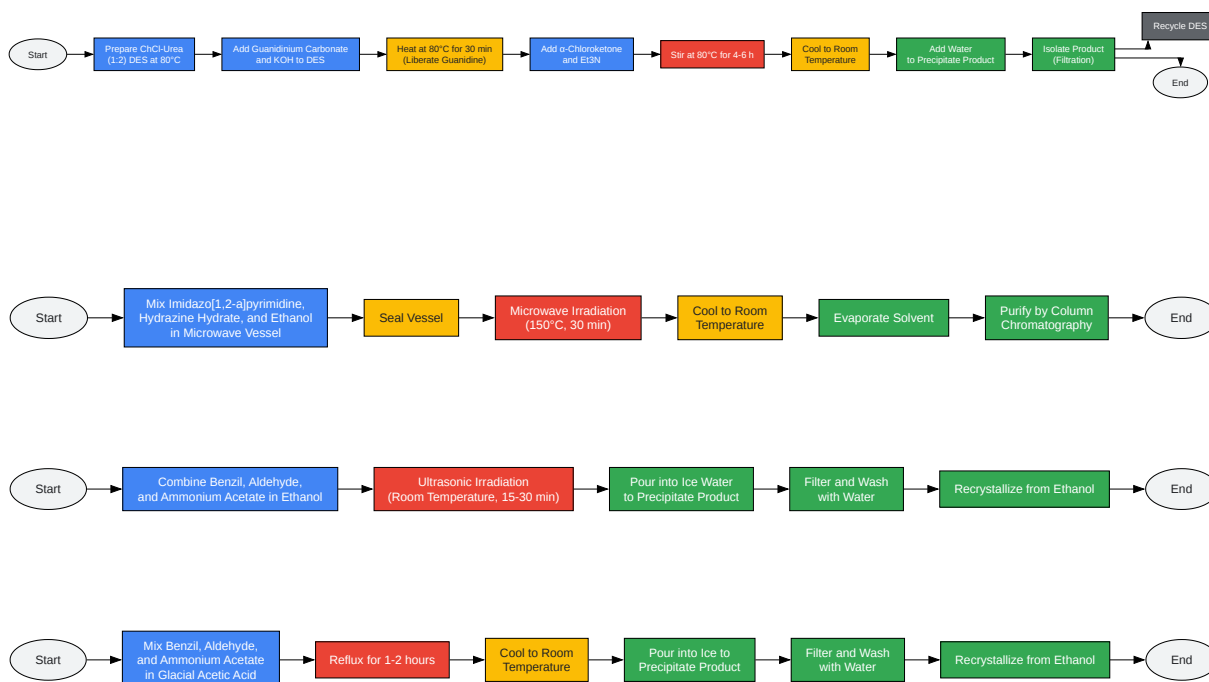 Start
Prepare ChCl-Urea
(1:2) DES at 80°C
Add Guanidinium Carbonate
and KOH to DES
Heat at 80°C for 30 min
(Liberate Guanidine)
Add α-Chloroketone
and Et3N
Stir at 80°C for 4-6 h
Cool to Room
Temperature
Add Water
to Precipitate Product
Isolate Product
(Filtration)
Recycle DES
End
Start
Mix Imidazo[1,2-a]pyrimidine,
Hydrazine Hydrate, and Ethanol
in Microwave Vessel
Seal Vessel
Microwave Irradiation
(150°C, 30 min)
Cool to Room
Temperature
Evaporate Solvent
Purify by Column
Chromatography
End
Start
Combine Benzil, Aldehyde,
and Ammonium Acetate in Ethanol
Ultrasonic Irradiation
(Room Temperature, 15-30 min)
Pour into Ice Water
to Precipitate Product
Filter and Wash
with Water
Recrystallize from Ethanol
End
Start
Mix Benzil, Aldehyde,
and Ammonium Acetate
in Glacial Acetic Acid
Reflux for 1-2 hours
Cool to Room
Temperature
Pour into Ice to
Precipitate Product
Filter and Wash
with Water
Recrystallize from Ethanol
End